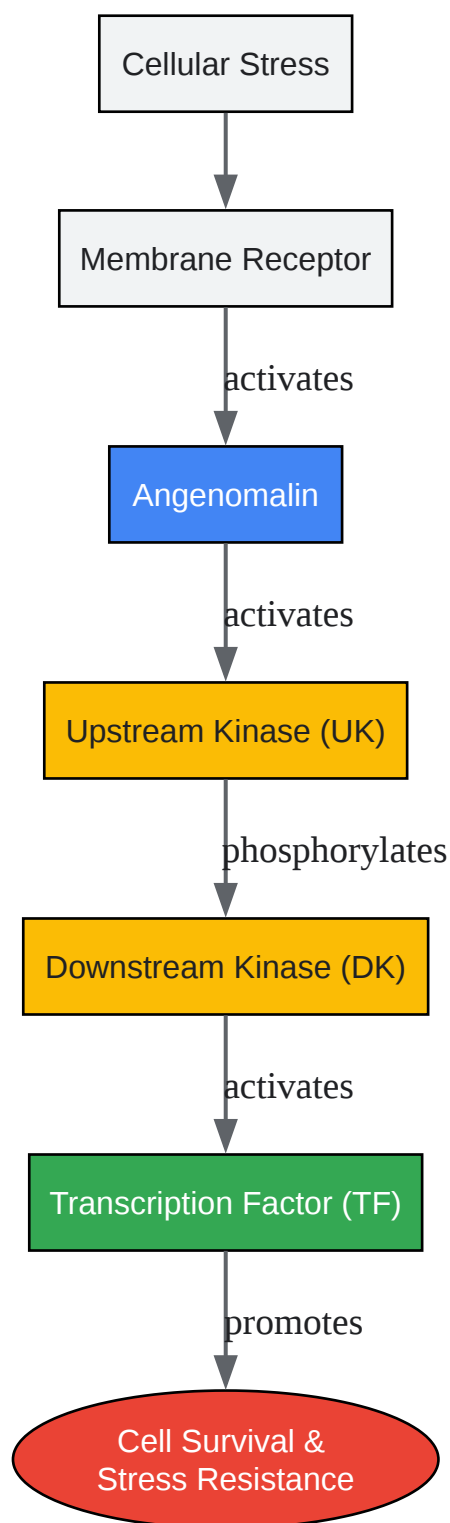 Cellular Stress
Membrane Receptor
activates
Angenomalin
activates
Upstream Kinase (UK)
phosphorylates
Downstream Kinase (DK)
activates
Transcription Factor (TF)
promotes
Cell Survival &
Stress Resistance